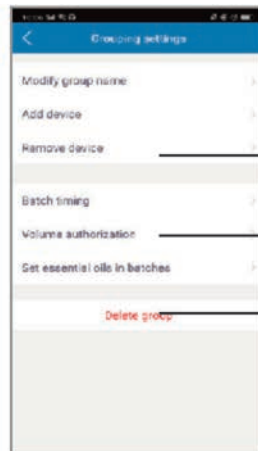 Grouping settings
Modify group name
Add device
Remove device
Batch timing
Volume authorization
Set essential oils in batches
Delete group